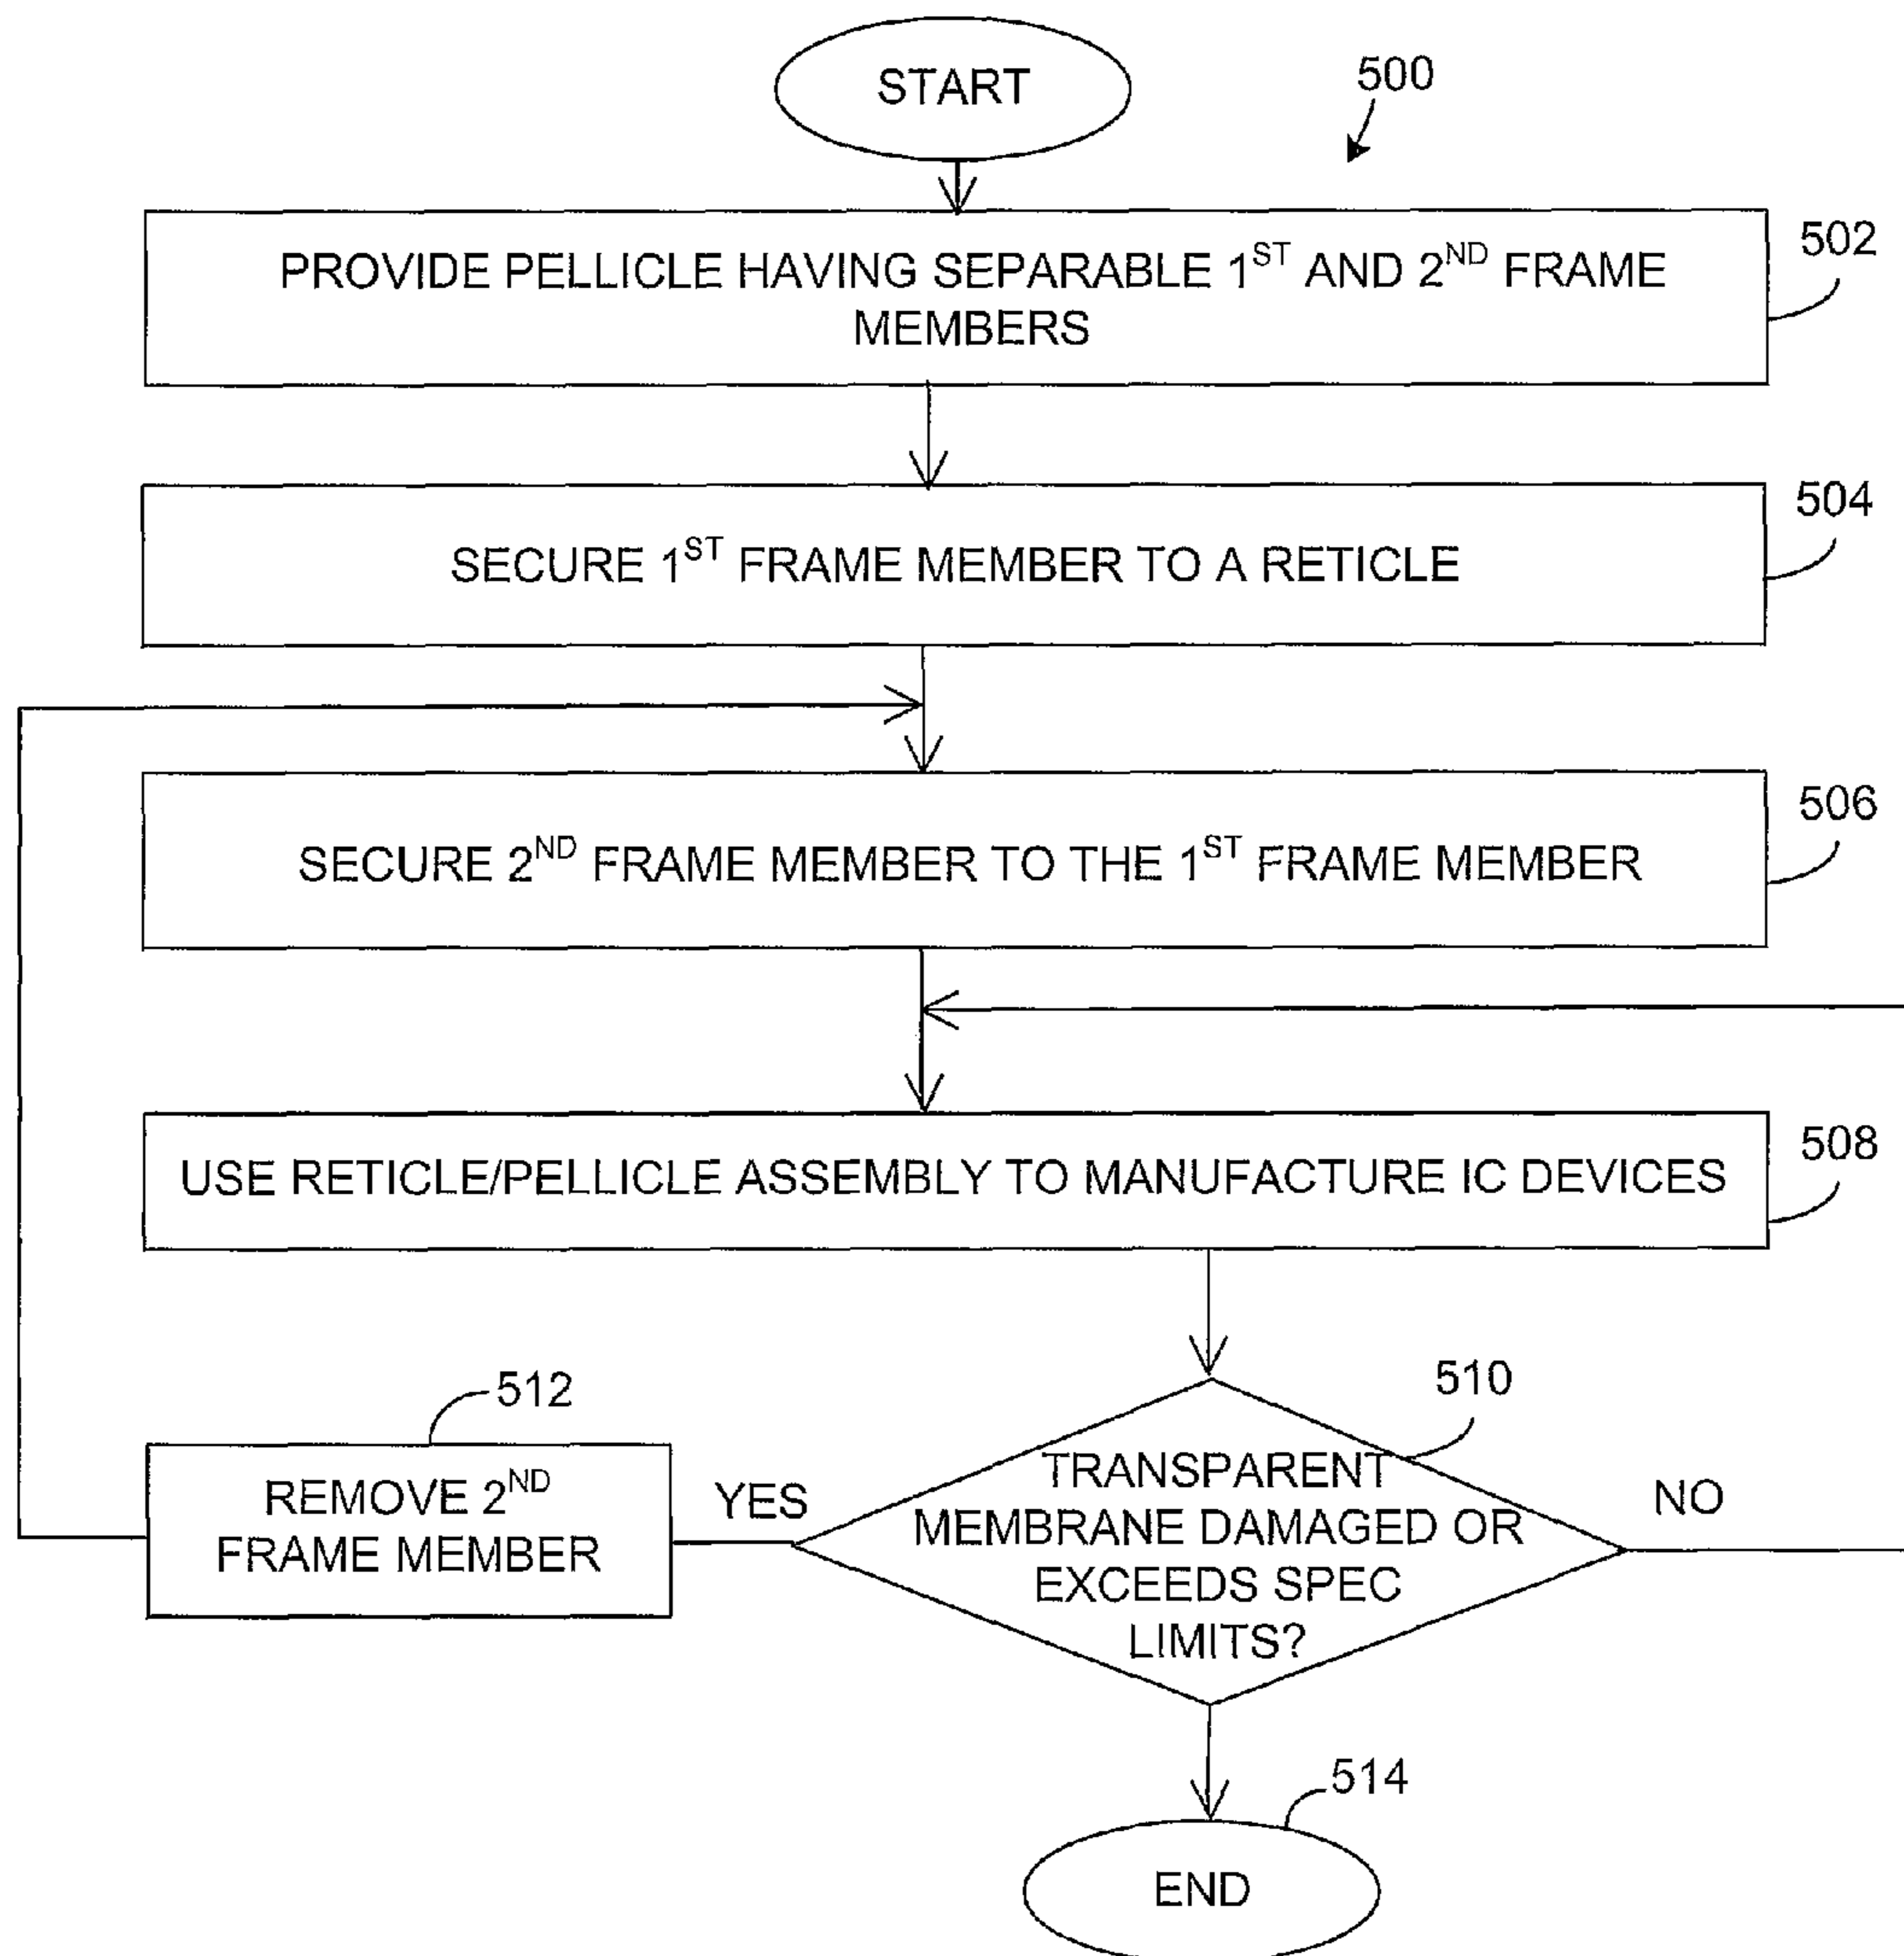 START
500
PROVIDE PELLICLE HAVING SEPARABLE 1ST AND 2ND FRAME
MEMBERS
502
SECURE 1ST FRAME MEMBER TO A RETICLE
504
SECURE 2ND FRAME MEMBER TO THE 1ST FRAME MEMBER
506
USE RETICLE/PELLICLE ASSEMBLY TO MANUFACTURE IC DEVICES
508
510
TRANSPARENT
MEMBRANE DAMAGED OR
EXCEEDS SPEC
LIMITS?
YES
NO
512
REMOVE 2ND
FRAME MEMBER
514
END